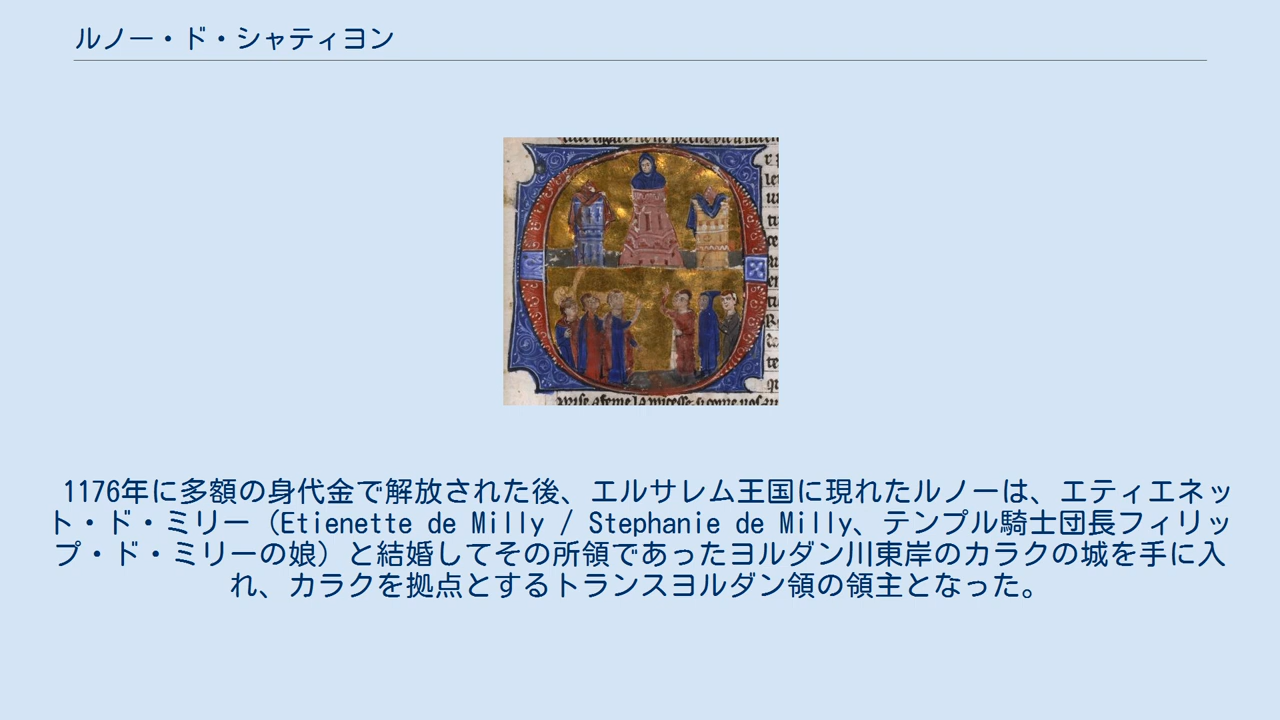 ルノー・ド・シャティヨン
1176年に多額の身代金で解放された後、エルサレム王国に現れたルノーは、エティエネッ
ト・ド・ミリー（Etienette de Milly / Stephanie de Milly、テンプル騎士団長フィリッ
プ・ド・ミリーの娘）と結婚してその所領であったヨルダン川東岸のカラクの城を手に入
れ、カラクを拠点とするトランスヨルダン領の領主となった。